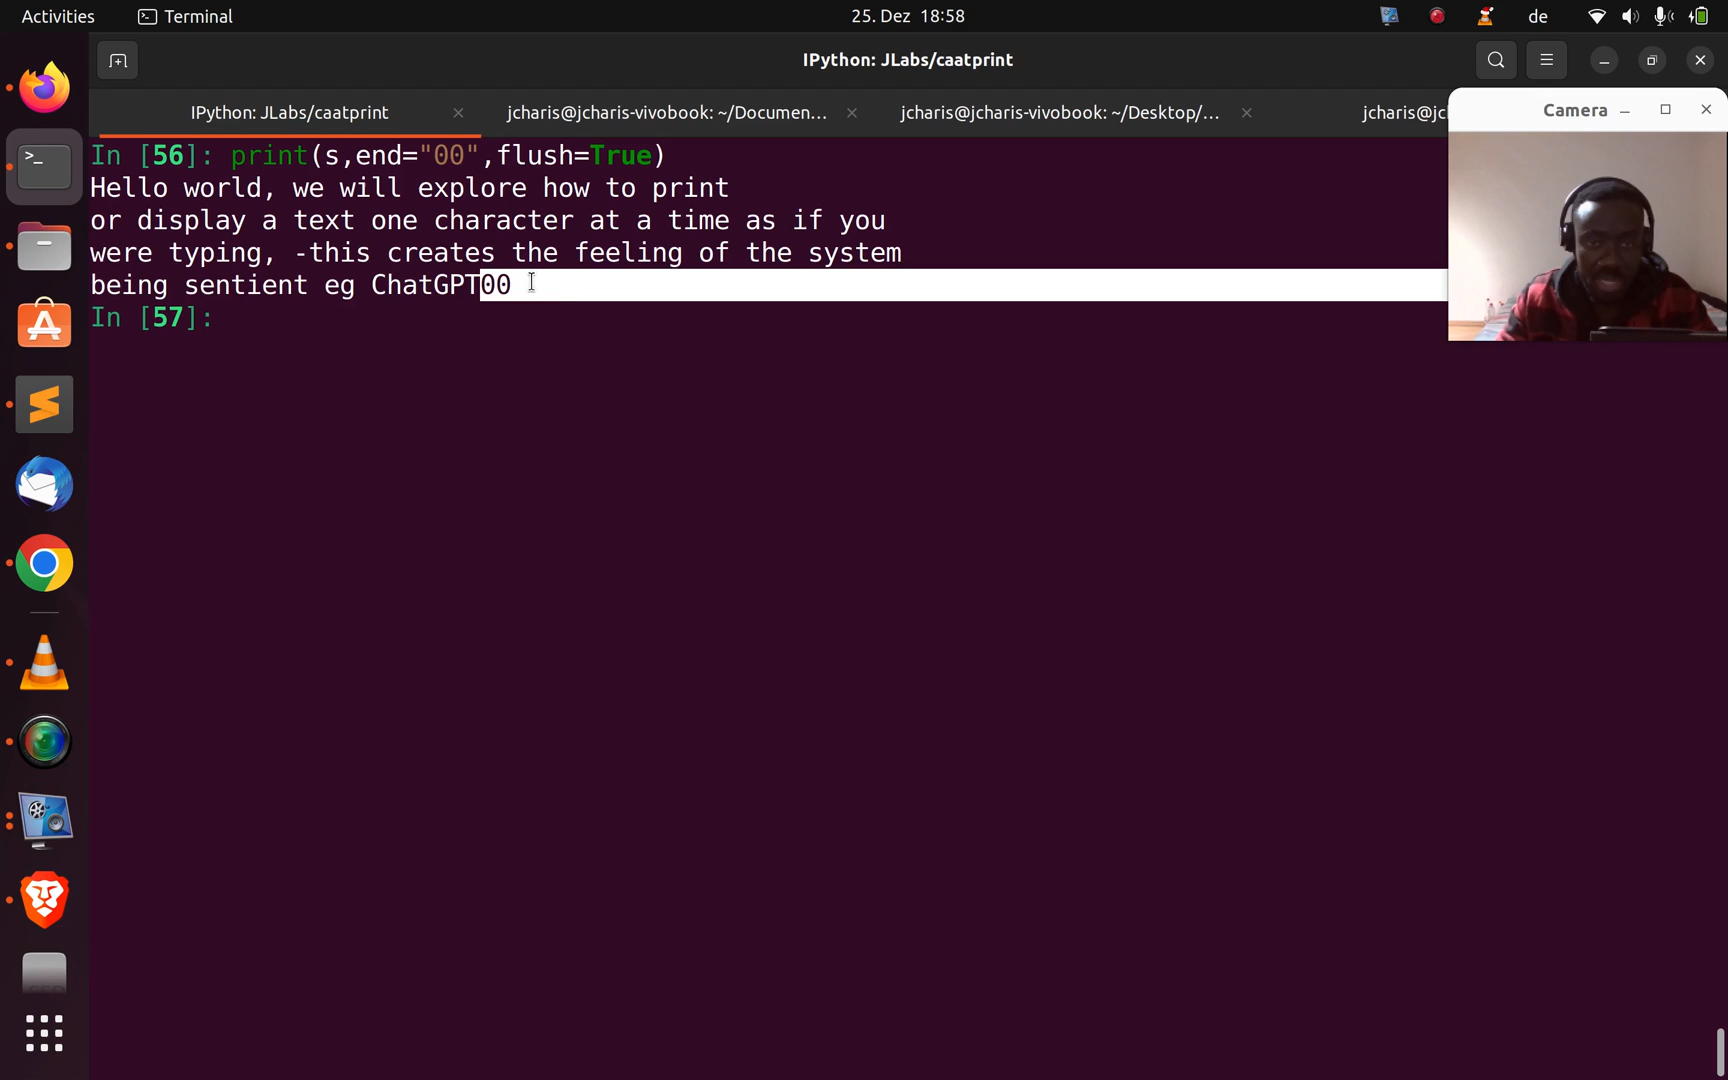 Activities
Terminal
25. Dez 18:58
de
IPython: JLabs/caatprint
IPython: JLabs/caatprint
jcharis@jcharis-vivobook: ~/Documen...
jcharis@jcharis-vivobook: ~/Desktop/...
jcharis@jc
Camera
In [56]: print(s,end="00",flush=True)
Hello world, we will explore how to print
or display a text one character at a time as if you
were typing, -this creates the feeling of the system
being sentient eg ChatGPT00
In [57]: